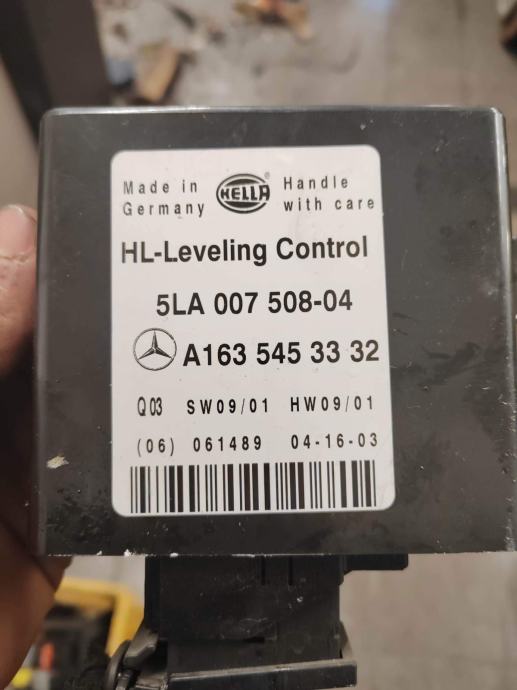 Made in HELLA ® Handle
Germany with care
HL-Leveling Control
5LA 007 508-04
A163 545 33 32
Q03 SW09/01 HW09/01
(06) 061489 04-16-03